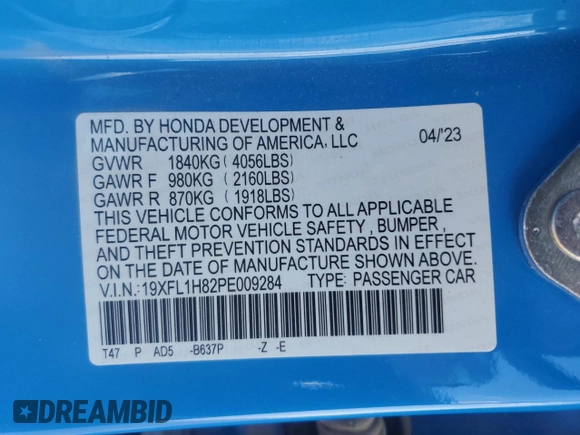 MFD. BY HONDA DEVELOPMENT &
MANUFACTURING OF AMERICA, LLC 04/'23
GVWR 1840KG ( 4056LBS )
GAWR F 980KG ( 2160LBS )
GAWR R 870KG ( 1918LBS )
THIS VEHICLE CONFORMS TO ALL APPLICABLE
FEDERAL MOTOR VEHICLE SAFETY , BUMPER ,
AND THEFT PREVENTION STANDARDS IN EFFECT
ON THE DATE OF MANUFACTURE SHOWN ABOVE.
V.I.N.: 19XFL1H82PE009284 TYPE: PASSENGER CAR
T47 P AD5 -B637P -Z -E
DREAMBID